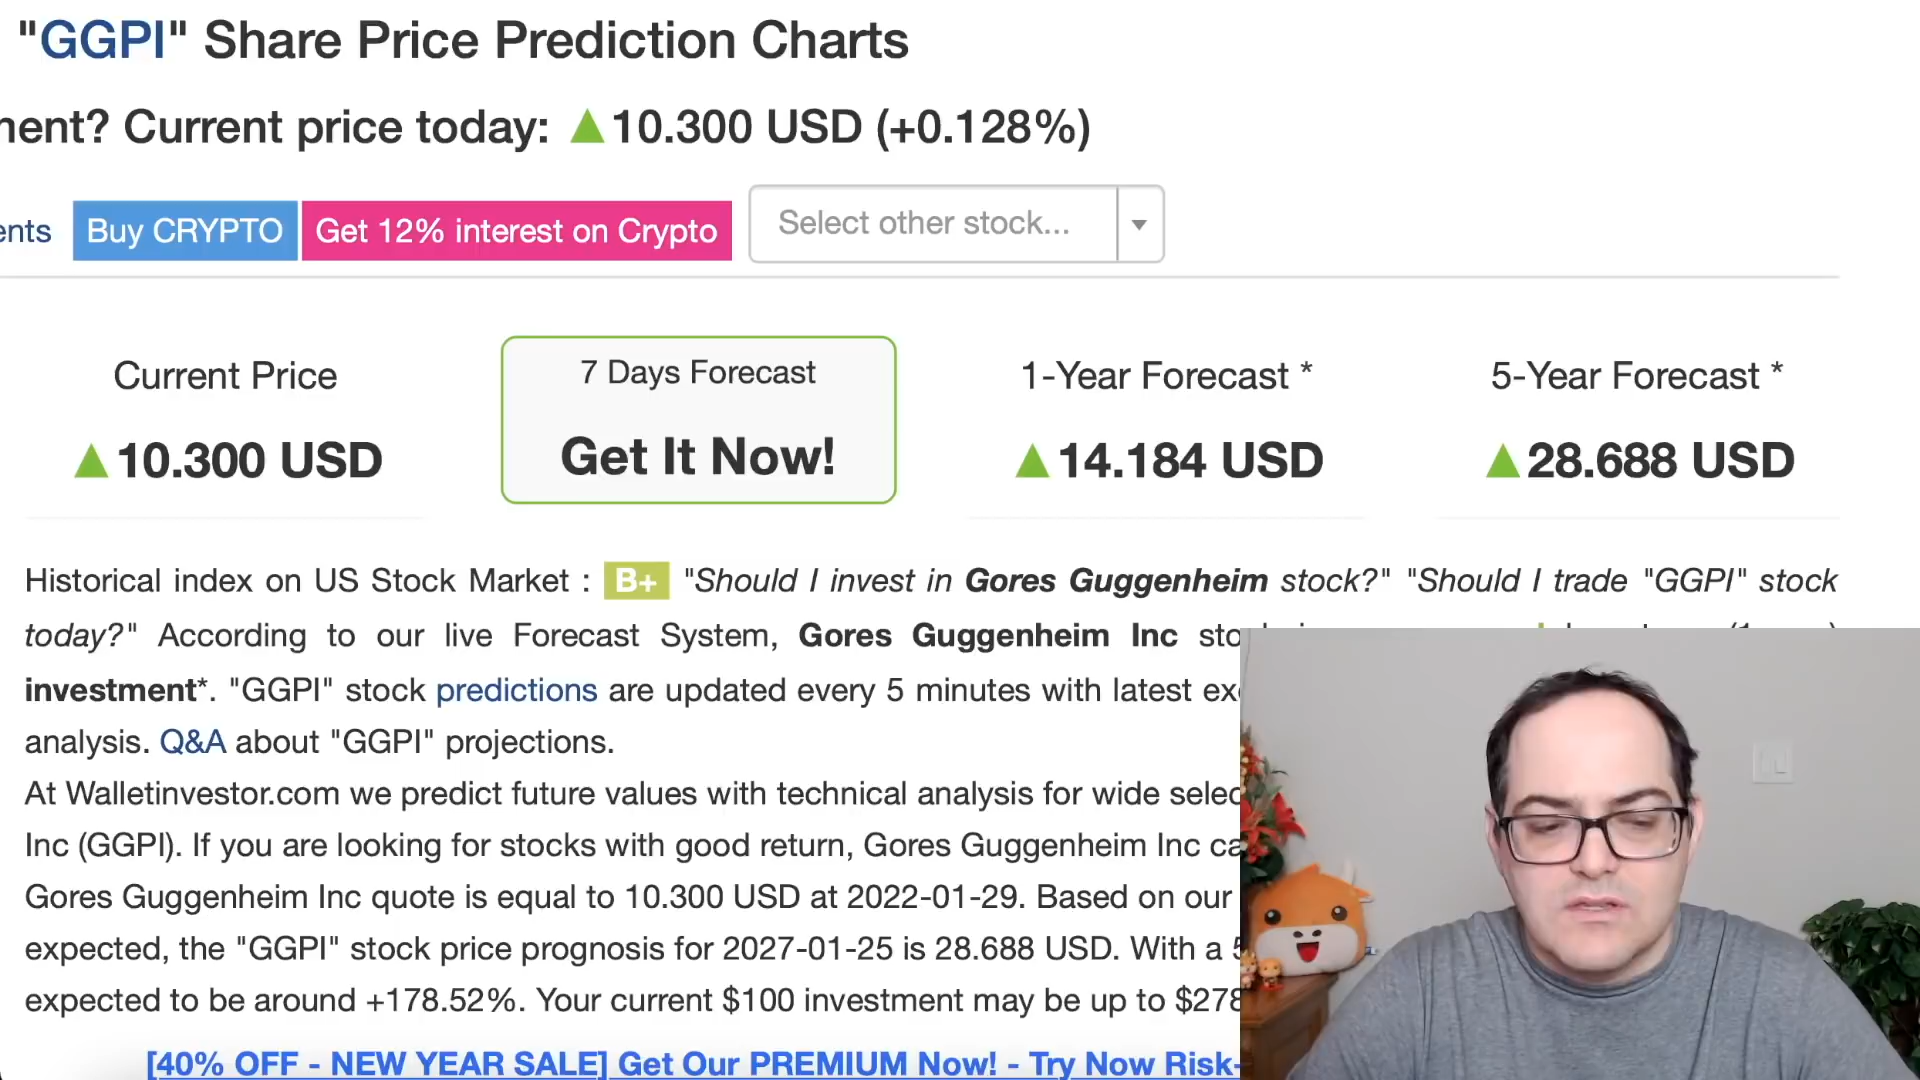 "GGPI" Share Price Prediction Charts
Current price today: ▲10.300 USD (+0.128%)
Buy CRYPTO Get 12% interest on Crypto Select other stock...
Current Price 7 Days Forecast 1-Year Forecast * 5-Year Forecast *
▲10.300 USD Get It Now! ▲14.184 USD ▲28.688 USD
Historical index on US Stock Market : B+ "Should I invest in Gores Guggenheim stock?" "Should I trade "GGPI" stock
today?" According to our live Forecast System, Gores Guggenheim Inc
investment*. "GGPI" stock predictions are updated every 5 minutes with latest
analysis. Q&A about "GGPI" projections.
At Walletinvestor.com we predict future values with technical analysis for wide
Inc (GGPI). If you are looking for stocks with good return, Gores Guggenheim Inc
Gores Guggenheim Inc quote is equal to 10.300 USD at 2022-01-29. Based on our
expected, the "GGPI" stock price prognosis for 2027-01-25 is 28.688 USD. With a
expected to be around +178.52%. Your current $100 investment may be up to
[40% OFF - NEW YEAR SALE] Get Our PREMIUM Now! - Try Now Risk-